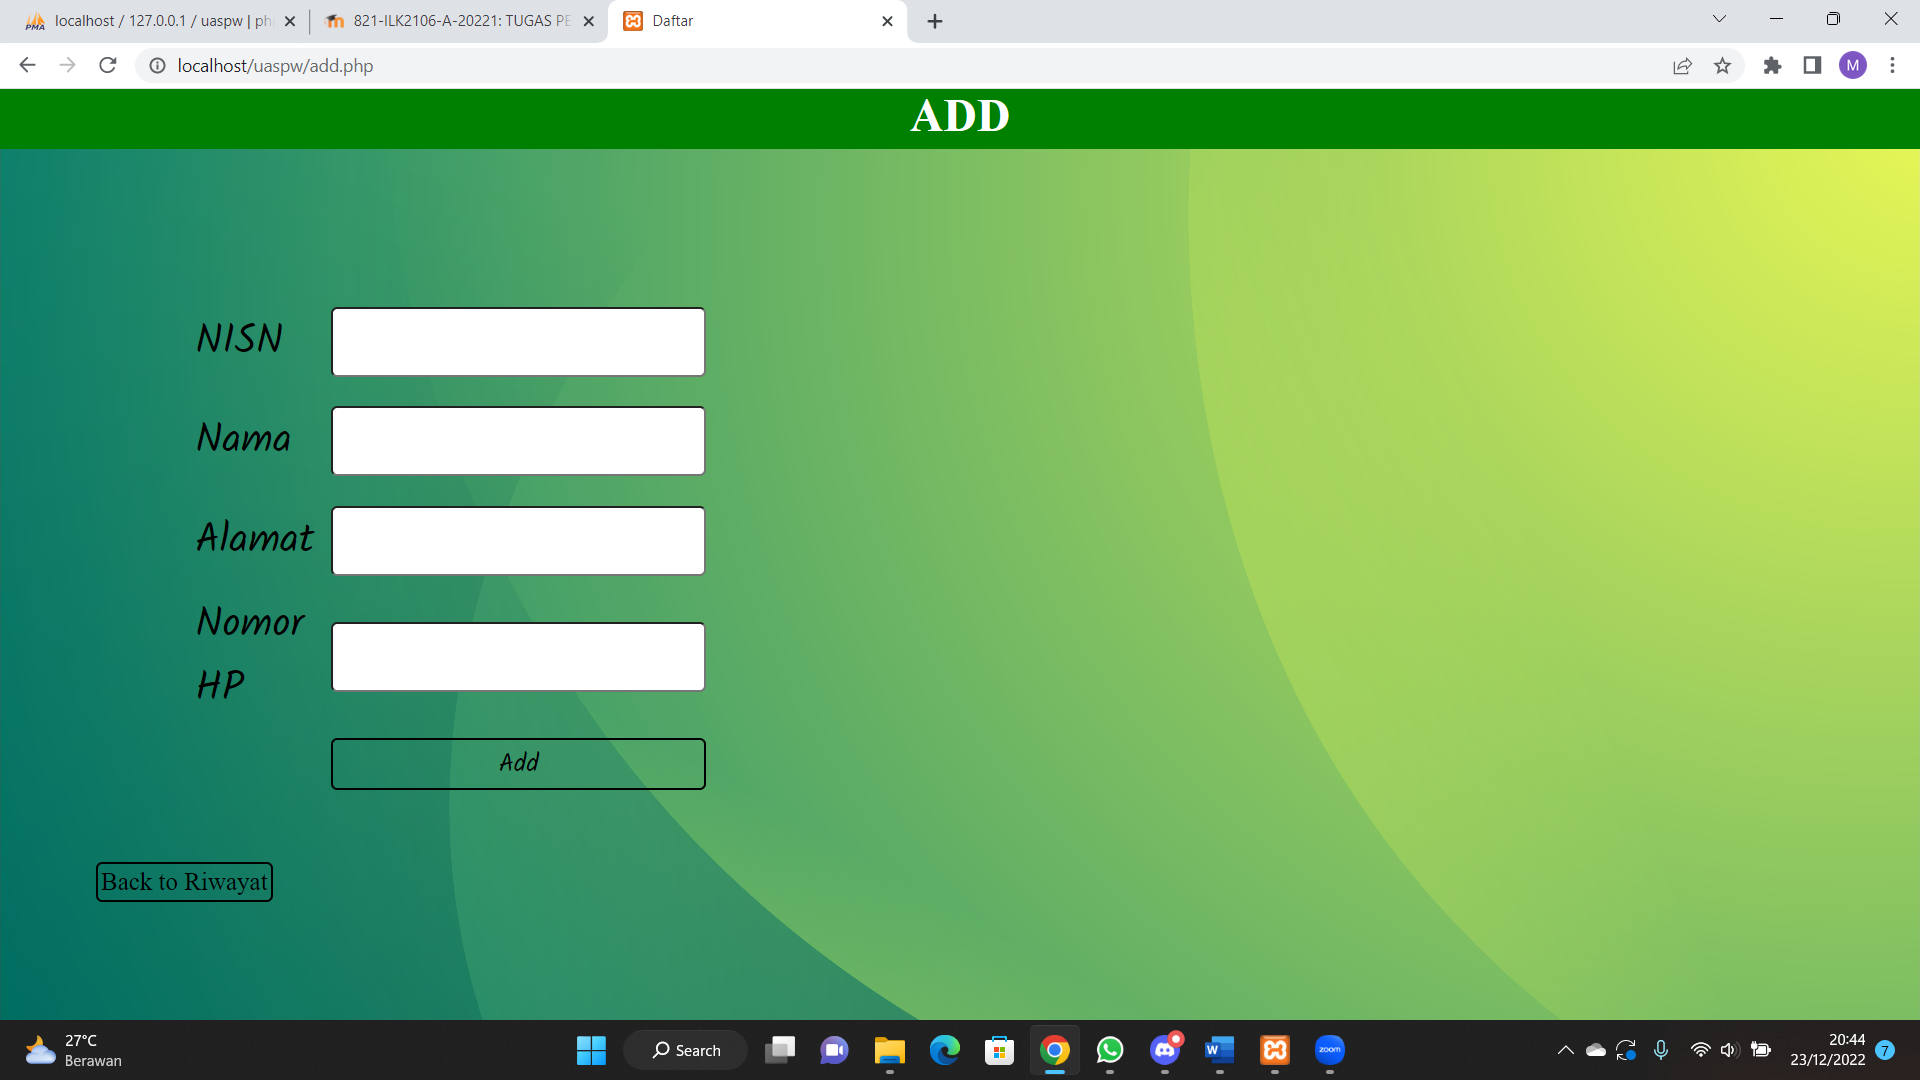 localhost / 127.0.0.1 / uaspw | ph
821-ILK2106-A-20221: TUGAS PE
Daftar
localhost/uaspw/add.php
M
ADD
NISN
Nama
Alamat
Nomor
HP
Add
Back to Riwayat
27°C
Berawan
Search
zoom
20:44
23/12/2022
7
PMA
W